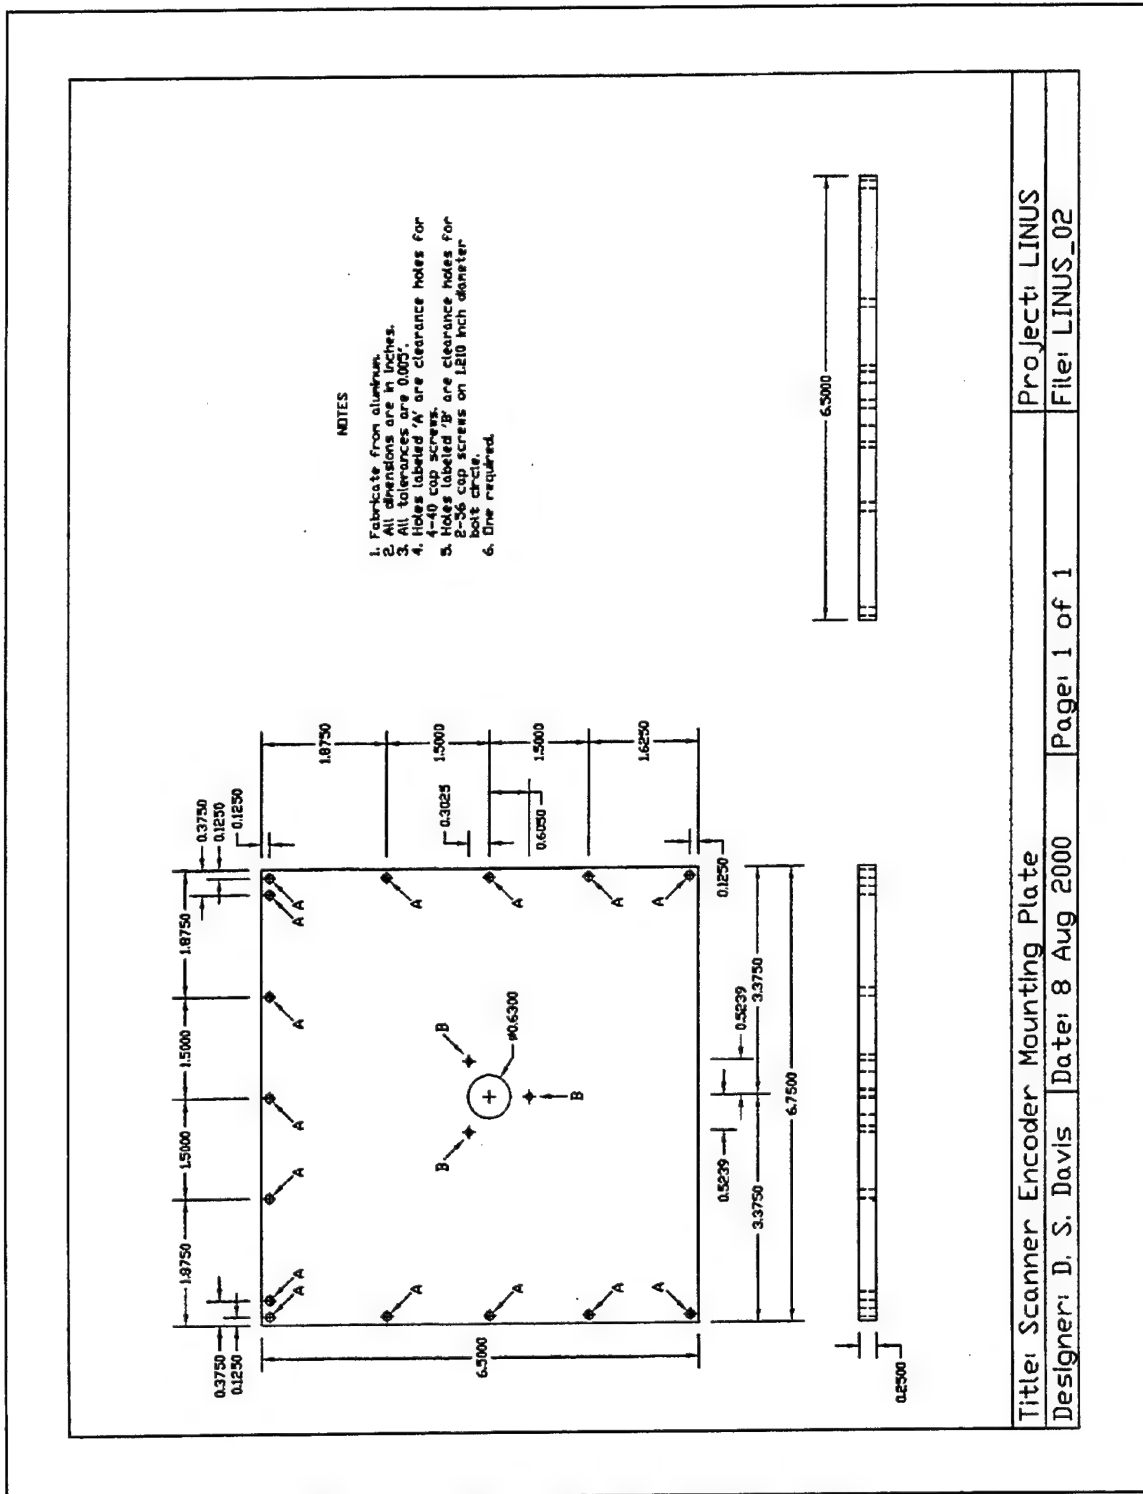 NOTES
1. Fabricate from aluminum.
2. All dimensions are in inches.
3. All tolerances are 0.005".
4. Holes labeled 'A' are clearance holes for
4-40 cap screws.
5. Holes labeled 'B' are clearance holes for
2-56 cap screws on 1.210 inch diameter
bolt circle.
6. One required.
0.3750
0.1250
1.8750
1.5000
1.5000
1.8750
0.3750
0.1250
0.1250
A
A
A
A
A
A
A
1.8750
1.5000
1.5000
1.6250
0.3025
0.6050
0.1250
A
A
A
A
A
A
A
A
B
B
B
ø0.6300
6.5000
0.5239
0.5239
3.3750
3.3750
6.7500
6.5000
0.2500
Title: Scanner Encoder Mounting Plate
Project: LINUS
Designer: D. S. Davis
Date: 8 Aug 2000
Page: 1 of 1
File: LINUS_02